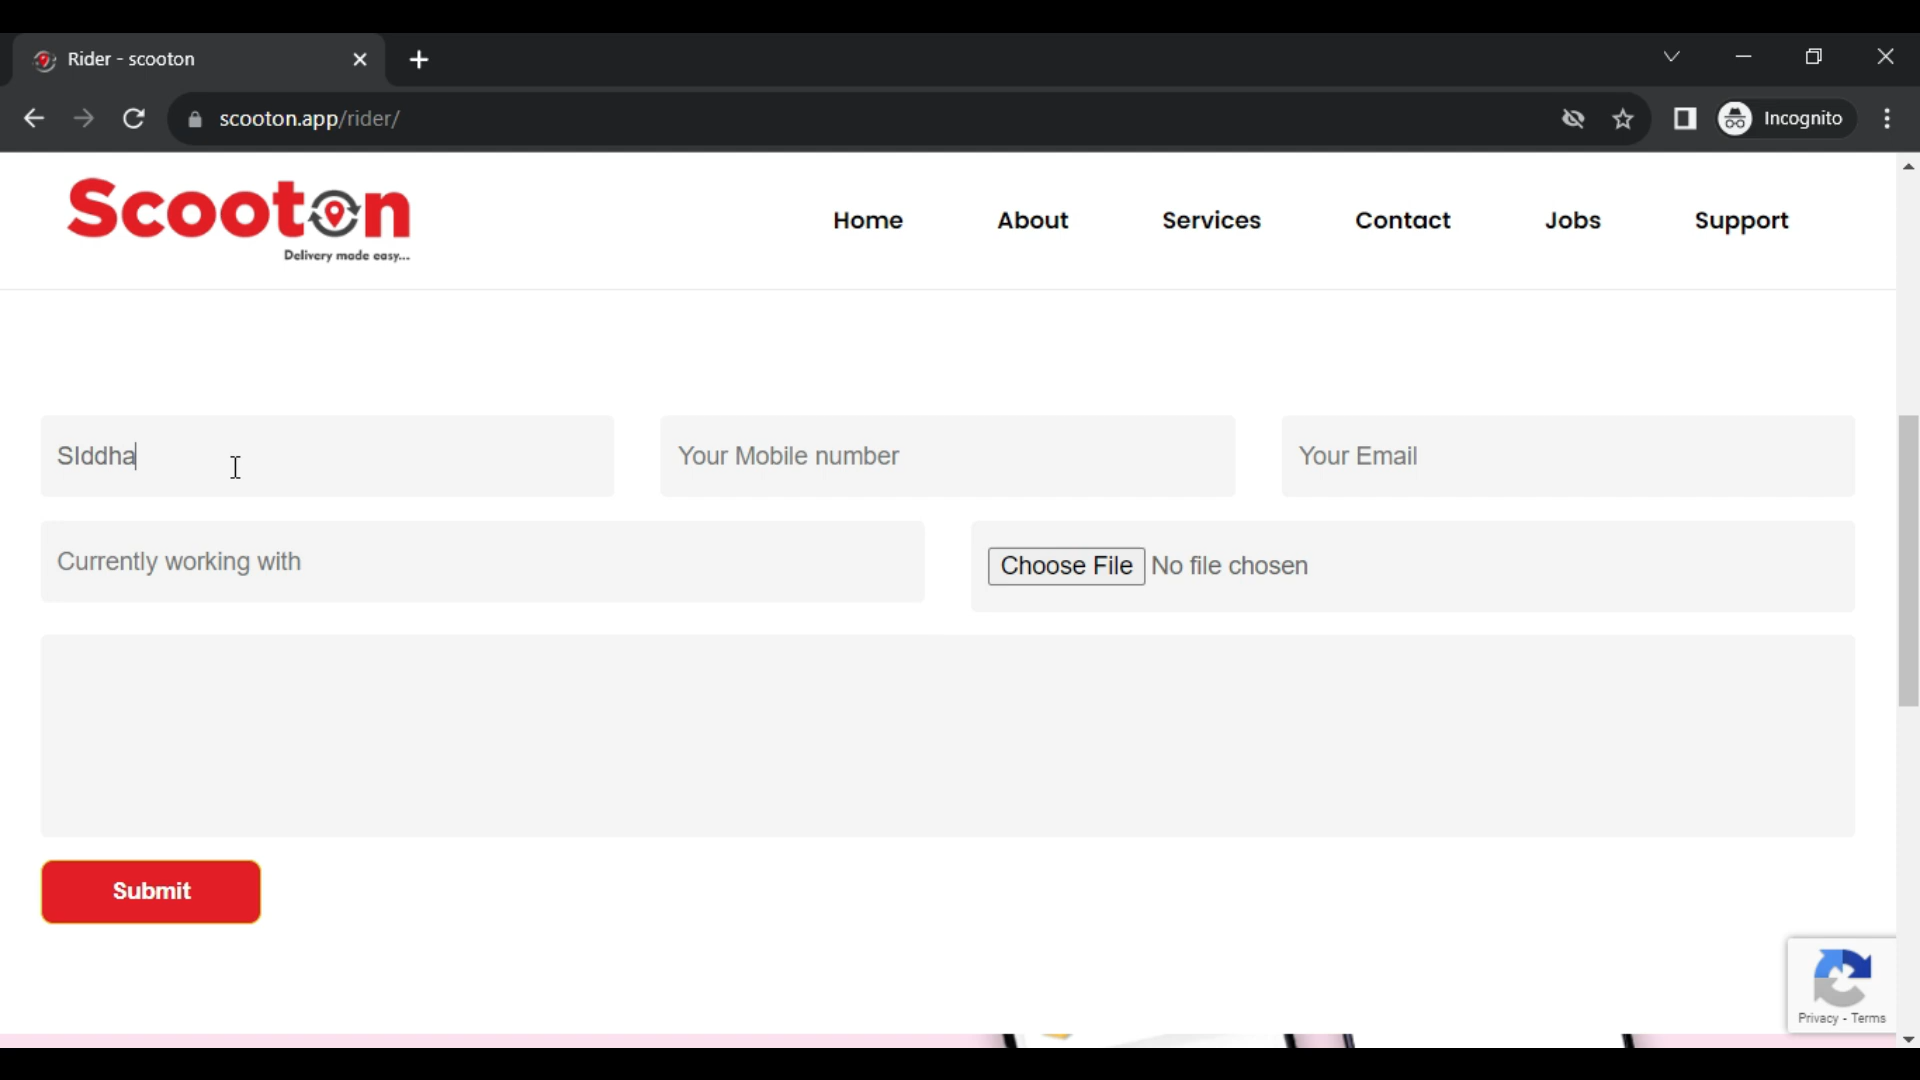 Rider - scooton
scooton.app/rider/
Incognito
Scooton
Delivery made easy...
Home
About
Services
Contact
Jobs
Support
SIddha
Your Mobile number
Your Email
Currently working with
Choose File No file chosen
Submit
Privacy - Terms